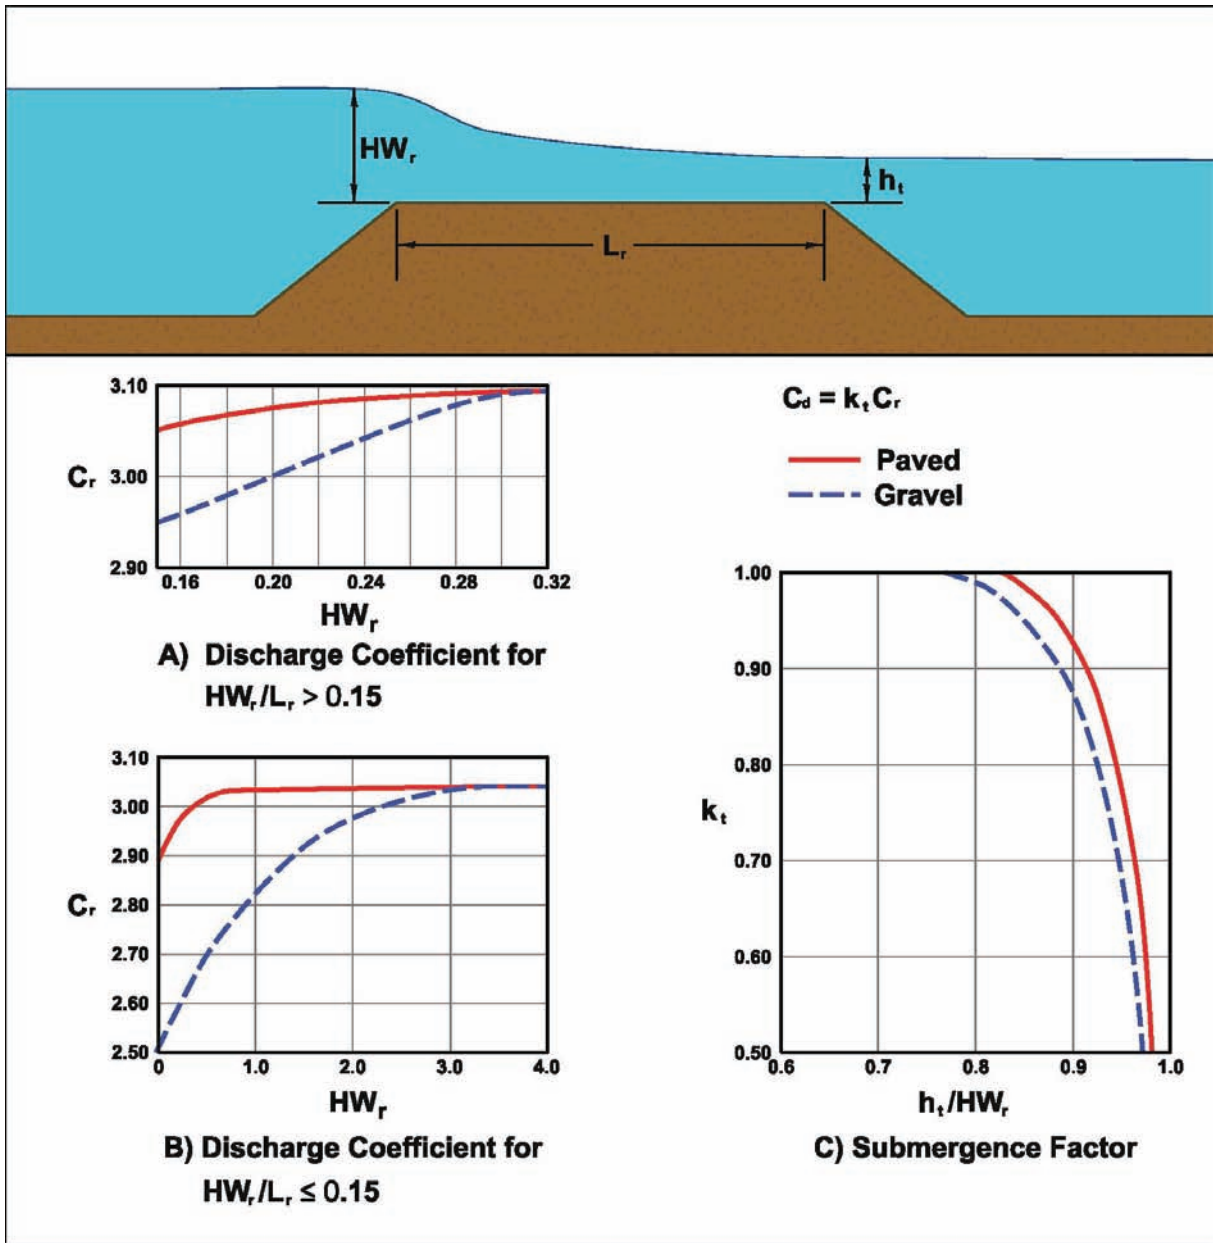 HWr
ht
Lr
3.10
3.00
2.90
Cr
0.16 0.20 0.24 0.28 0.32
HWr
A) Discharge Coefficient for
HWr/Lr > 0.15
Cd = ktCr
Paved
Gravel
3.10
3.00
2.90
2.80
2.70
2.60
2.50
Cr
0 1.0 2.0 3.0 4.0
HWr
B) Discharge Coefficient for
HWr/Lr ≤ 0.15
1.00
0.90
0.80
0.70
0.60
0.50
kt
0.6 0.7 0.8 0.9 1.0
ht/HWr
C) Submergence Factor